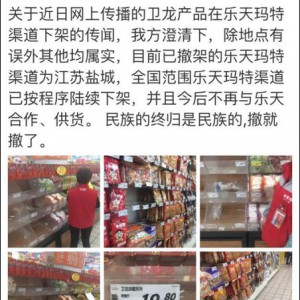 关于近日网上传播的卫龙产品在乐天玛特
渠道下架的传闻，我方澄清下，除地点有
误外其他均属实，目前已撤架的乐天玛特
渠道为江苏盐城，全国范围乐天玛特渠道
已按程序陆续下架，并且今后不再与乐天
合作、供货。 民族的终归是民族的,撤就
撤了。
10.80